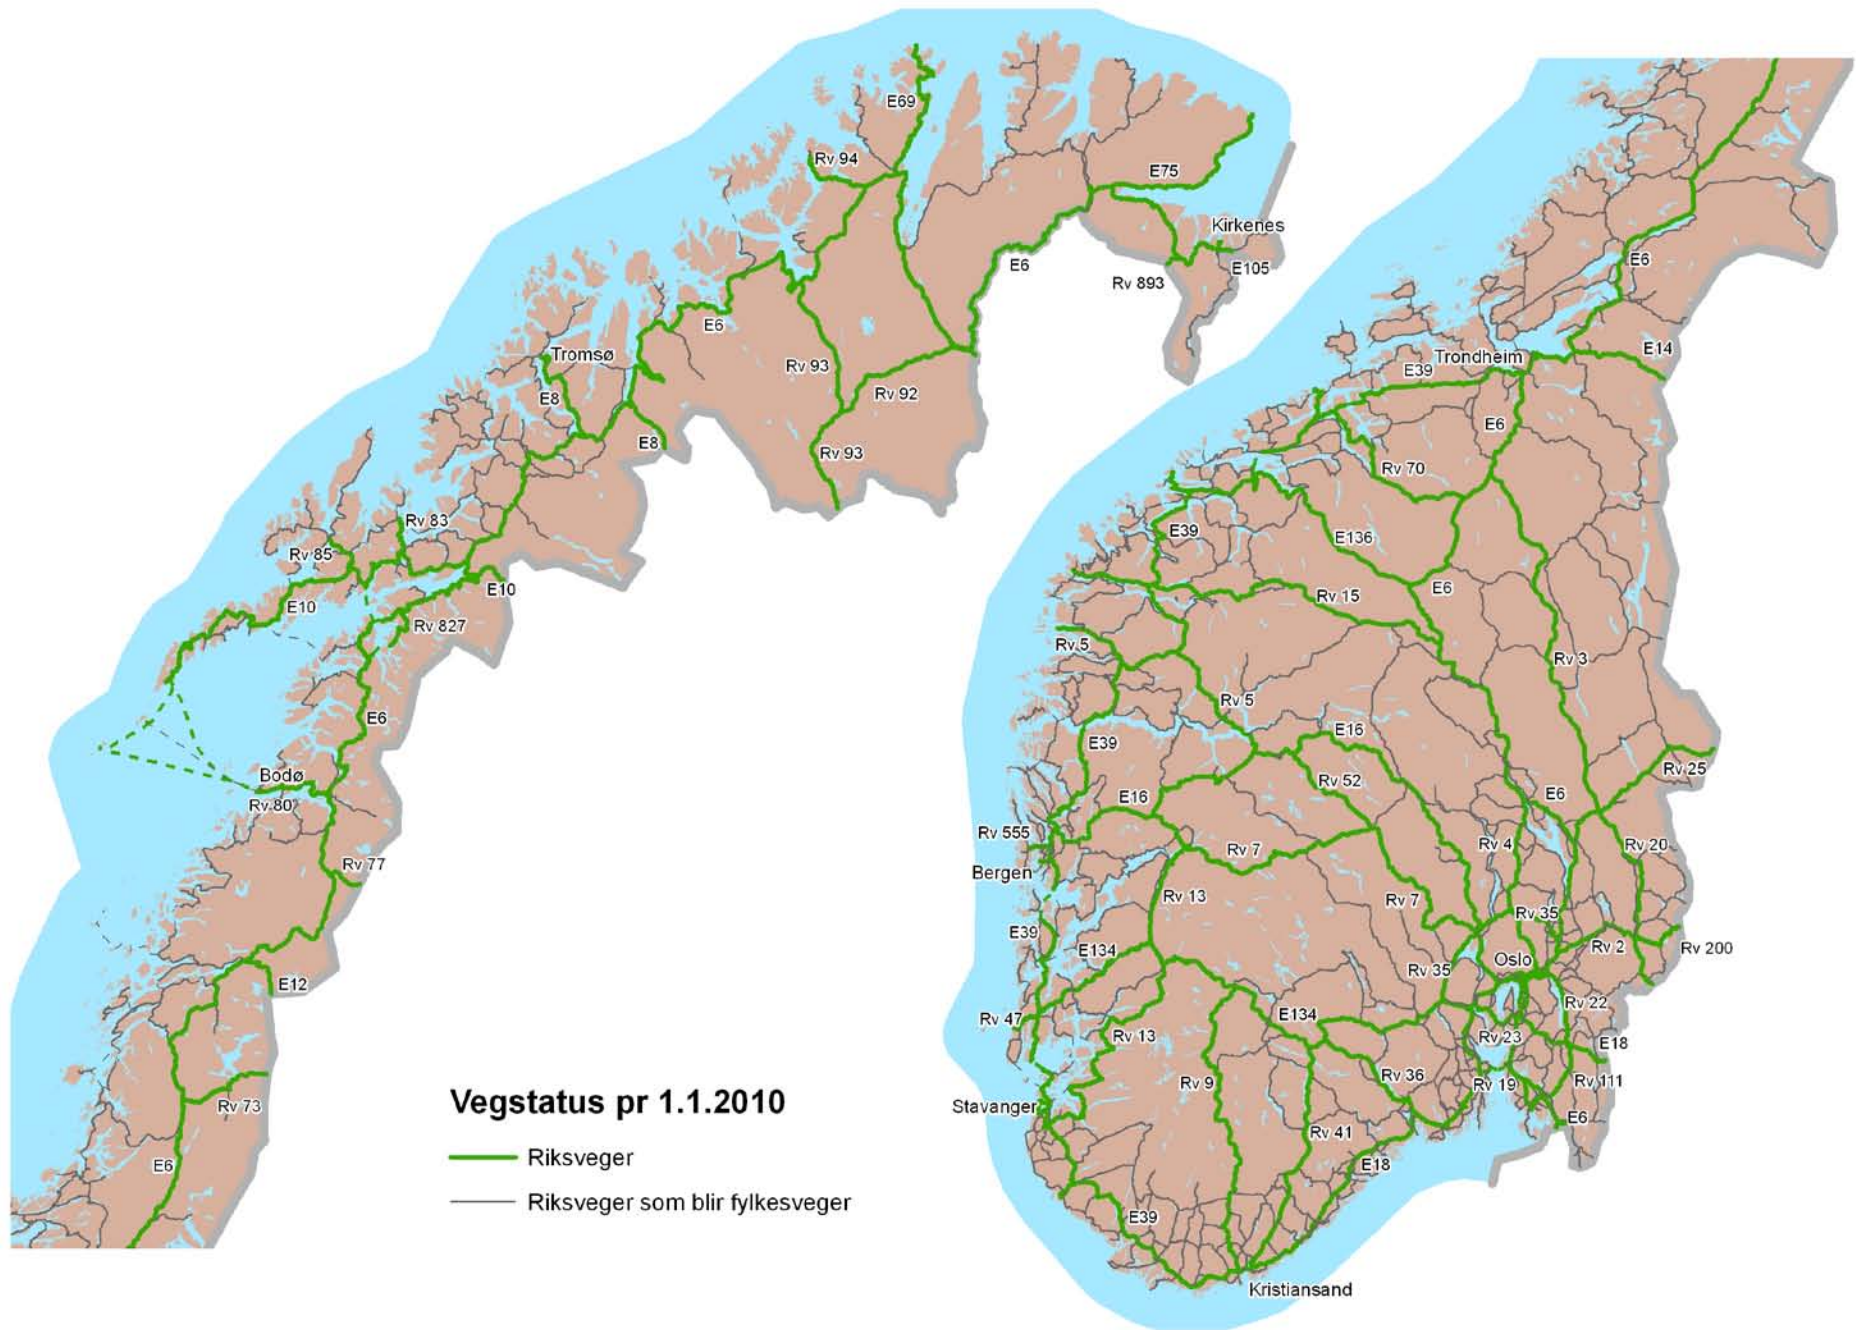 E69
Rv 94
E75
Kirkenes
E105
Rv 893
E6
E6
Tromsø
E8
Rv 93
Rv 92
E8
Rv 93
Rv 83
Rv 85
E10
E10
Rv 827
E6
Bodø
Rv 80
Rv 77
E12
Rv 73
E6
Vegstatus pr 1.1.2010
Riksveger
Riksveger som blir fylkesveger
E6
E14
Trondheim
E39
E6
Rv 70
E39
E136
E6
Rv 15
Rv 5
Rv 3
Rv 5
E16
E39
Rv 52
Rv 25
E16
E6
Rv 555
Rv 4
Rv 20
Rv 7
Bergen
Rv 13
Rv 7
Rv 35
E39
E134
Rv 2
Rv 200
Oslo
Rv 35
Rv 22
Rv 47
E134
Rv 13
Rv 23
E18
Rv 9
Rv 36
Rv 19
Rv 111
Stavanger
E6
Rv 41
E18
E39
Kristiansand